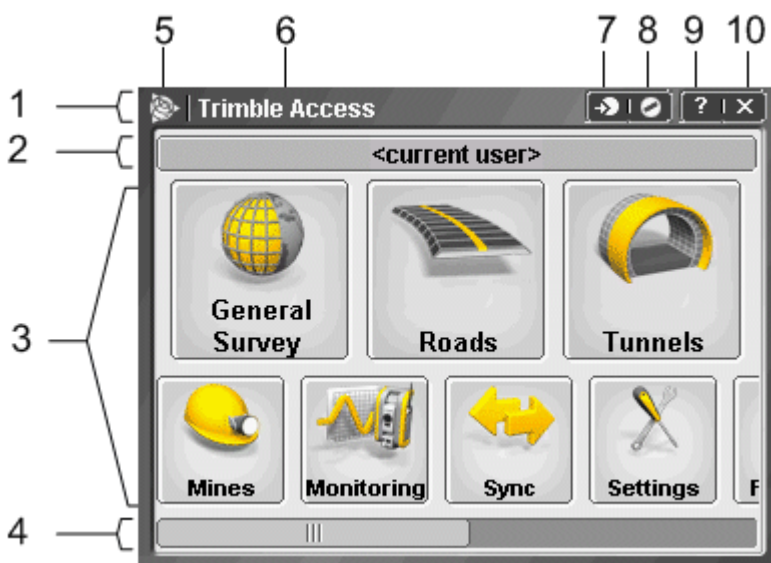 5 6 7 8 9 10
1 Trimble Access ? X
2 <current user>
3
General Survey
Roads
Tunnels
Mines
Monitoring
Sync
Settings
F
4